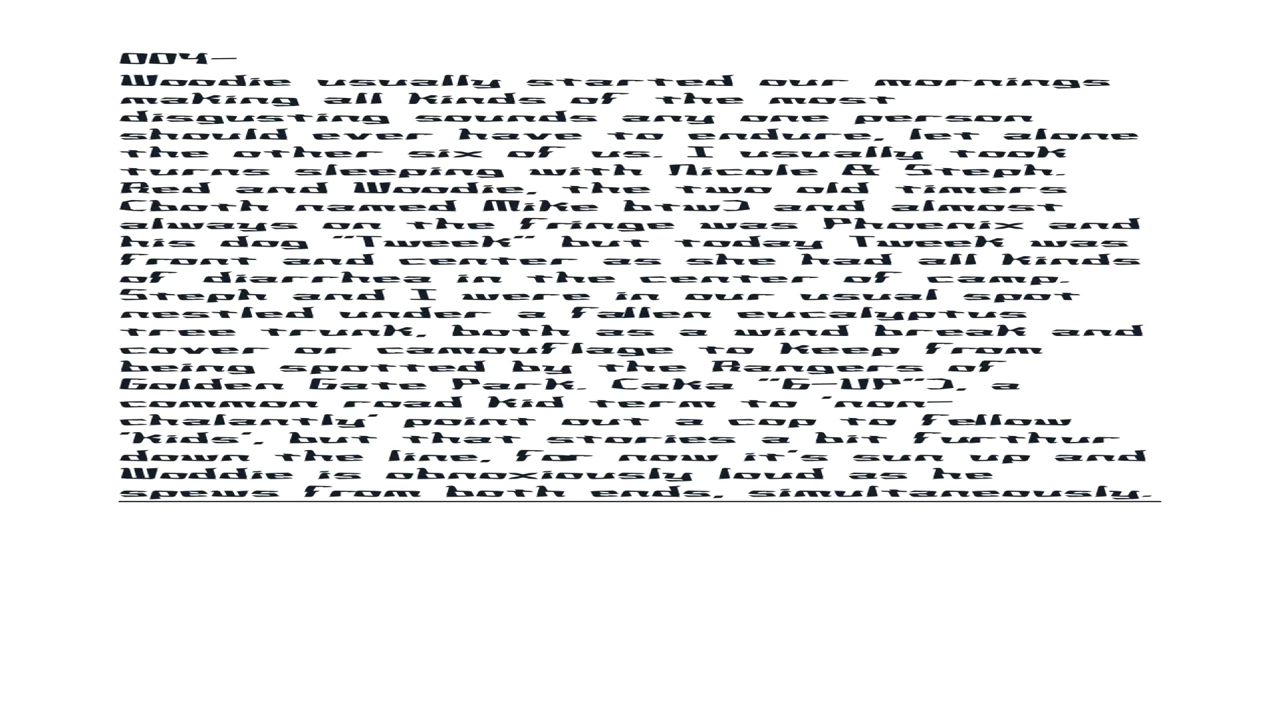 004—
Woodie usually started our mornings
making all kinds of the most
disgusting sounds any one person
should ever have to endure, let alone
the other six of us. I usually took
turns sleeping with Nicole & Steph.
Red and Woodie, the two old timers
(both named Mike btw) and almost
always on the fringe was Phoenix and
his dog "Tweek" but today Tweek was
front and center as she had all kinds
of diarrhea in the center of camp.
Steph and I were in our usual spot
nestled under a fallen eucalyptus
tree trunk, both as a wind break and
cover or camouflage to keep from
being spotted by the Rangers of
Golden Gate Park. (aka "6-UP"), a
common road kid term to 'non-
chalantly' point out a cop to fellow
'kids', but that stories a bit furthur
down the line, for now it's sun up and
Woddie is obnoxiously loud as he
spews from both ends, simultaneously.